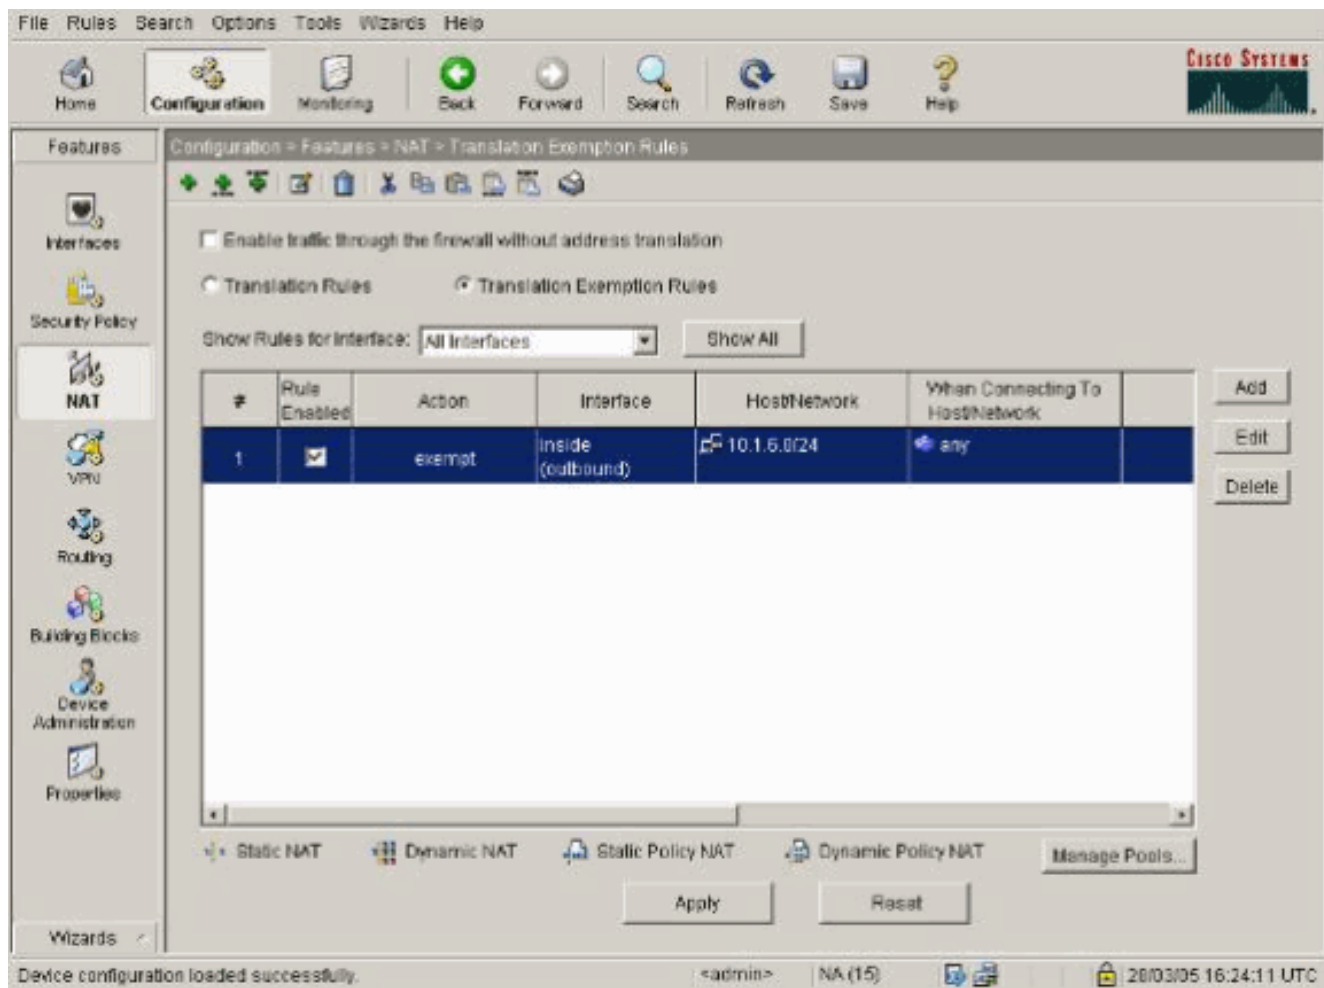 File Rules Search Options Tools Wizards Help
Home Configuration Monitoring Back Forward Search Refresh Save Help
CISCO SYSTEMS
Features
Configuration > Features > NAT > Translation Exemption Rules
Interfaces
Security Policy
NAT
VPN
Routing
Building Blocks
Device
Administration
Properties
Wizards
Enable traffic through the firewall without address translation
Translation Rules Translation Exemption Rules
Show Rules for Interface: All Interfaces Show All
# Rule Enabled Action Interface Host/Network When Connecting To Host/Network
1 exempt inside (outbound) 10.1.6.0/24 any
Add
Edit
Delete
Static NAT Dynamic NAT Static Policy NAT Dynamic Policy NAT Manage Pools...
Apply Reset
Device configuration loaded successfully. <admin> NA (15) 28/03/05 16:24:11 UTC